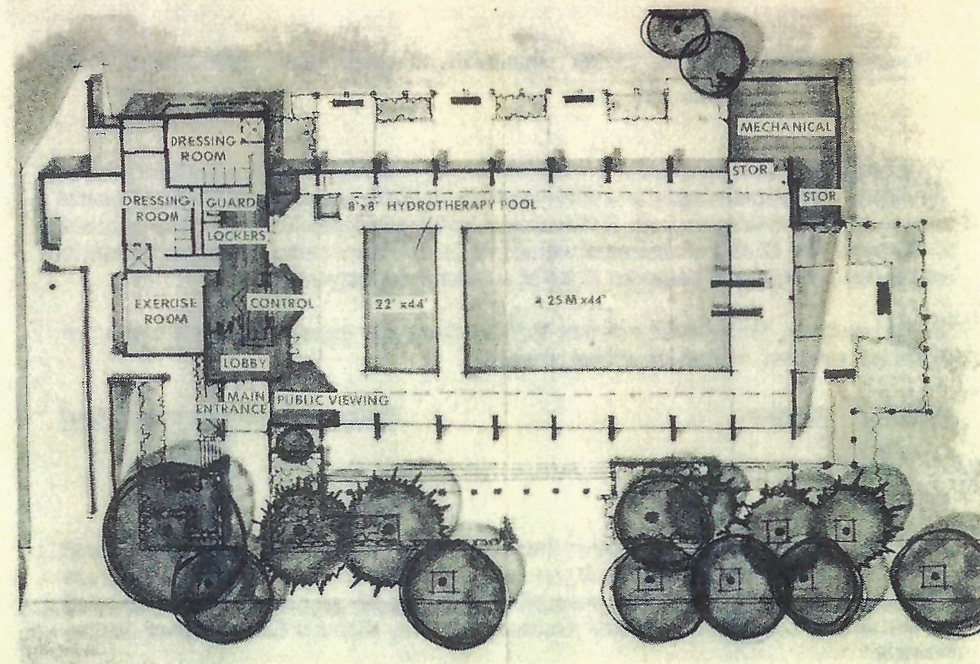 MECHANICAL
DRESSING
ROOM
STOR
STOR
DRESSING
ROOM
GUARD
8'x8' HYDROTHERAPY POOL
LOCKERS
EXERCISE
ROOM
CONTROL
22' x44'
25 M x44'
LOBBY
MAIN
ENTRANCE
PUBLIC VIEWING